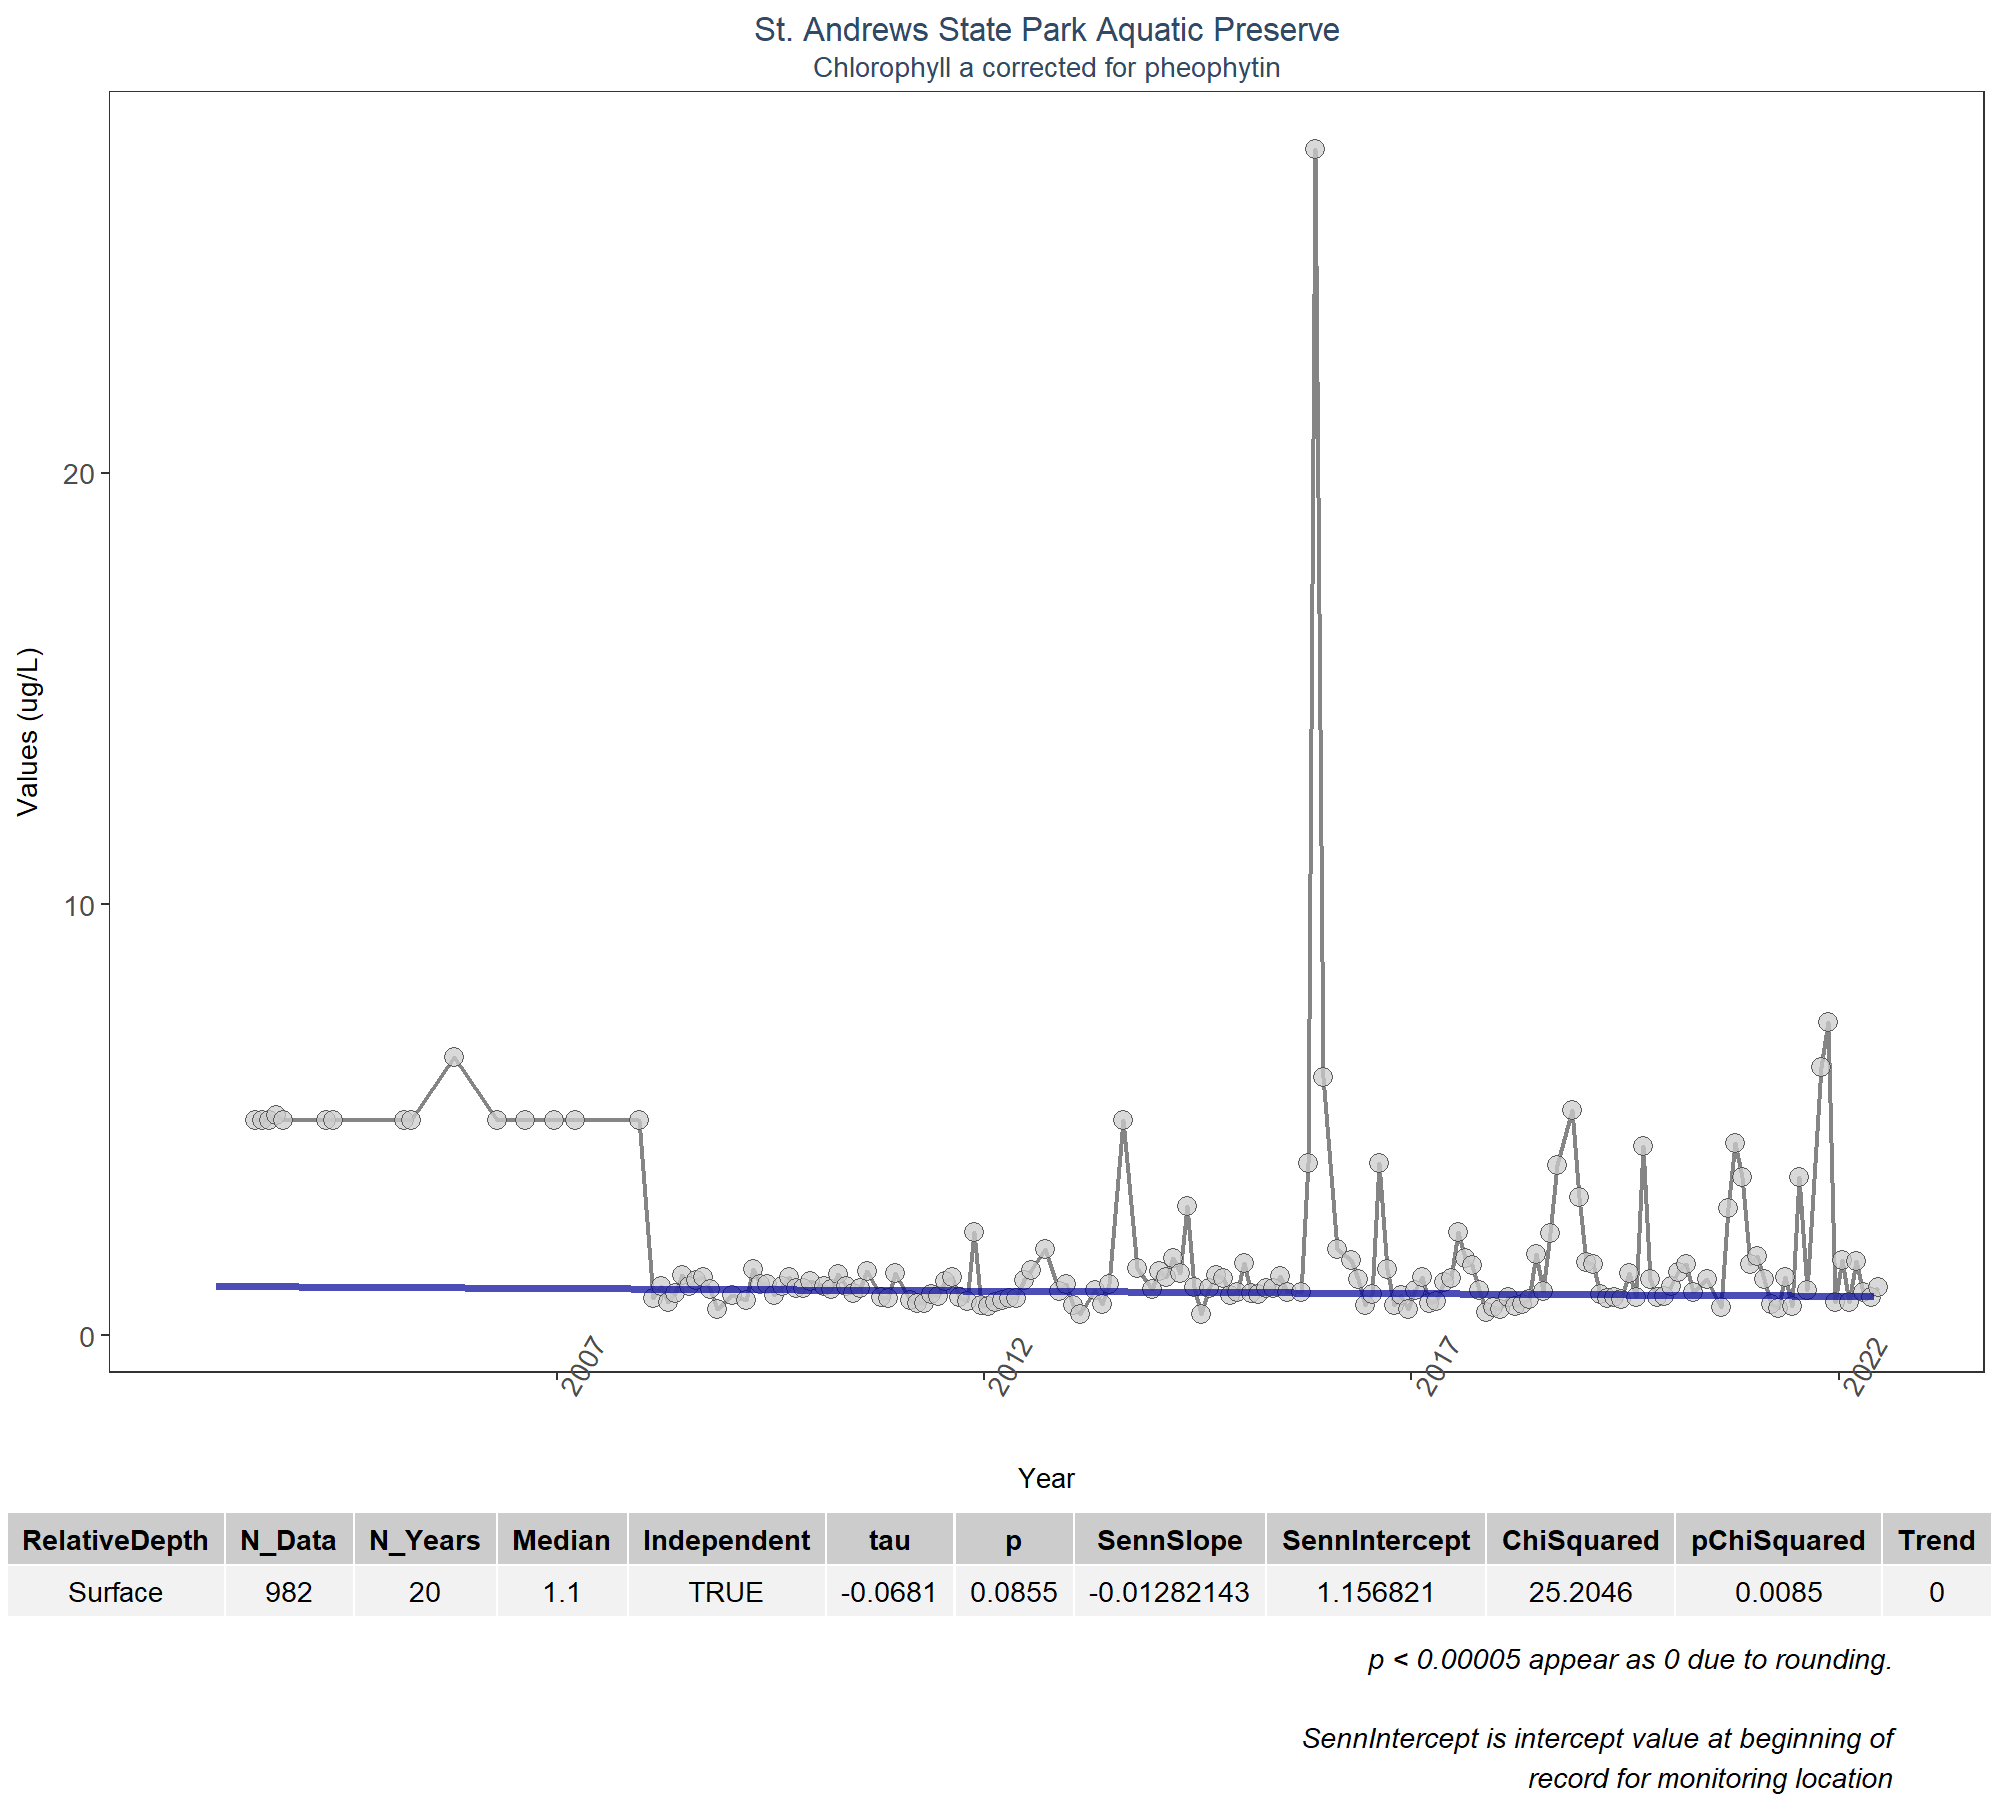 St. Andrews State Park Aquatic Preserve
Chlorophyll a corrected for pheophytin
Values (ug/L)
20
10
0
2007
2012
2017
2022
Year
RelativeDepth N_Data N_Years Median Independent tau p SennSlope SennIntercept ChiSquared pChiSquared Trend
Surface 982 20 1.1 TRUE -0.0681 0.0855 -0.01282143 1.156821 25.2046 0.0085 0
p < 0.00005 appear as 0 due to rounding.
SennIntercept is intercept value at beginning of
record for monitoring location